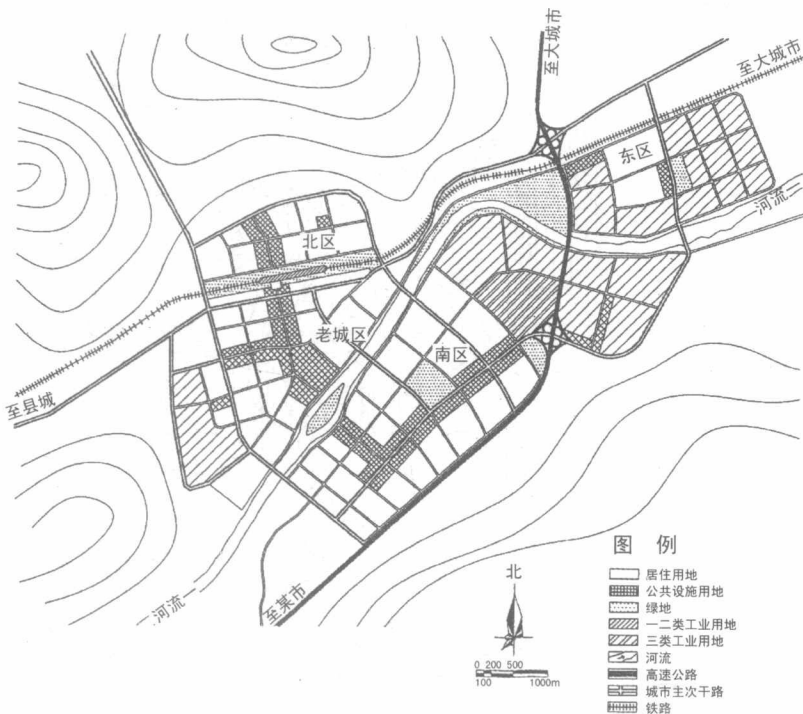 至大城市
至大城市
东区
河流二
北区
老城区
南区
至县城
河流一
至某市
北
0 200 500
100 1000m
图 例
居住用地
公共设施用地
绿地
一二类工业用地
三类工业用地
河流
高速公路
城市主次干路
铁路